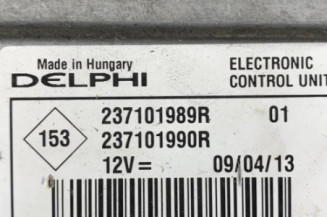 Made in Hungary
DELPHI
ELECTRONIC
CONTROL UNIT
153
237101989R 01
237101990R
12V= 09/04/13